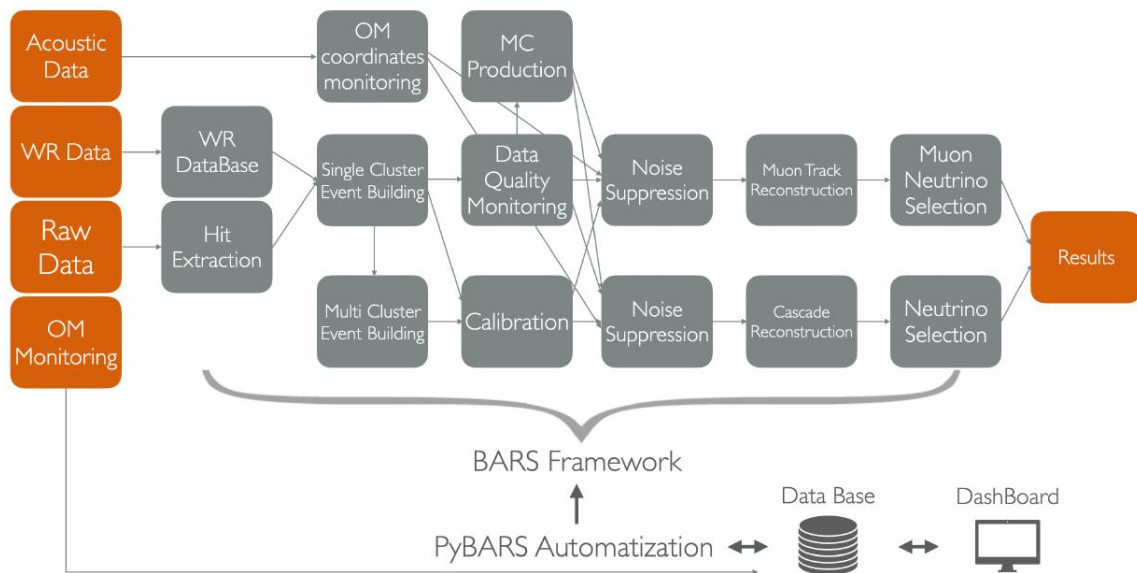 Acoustic
Data
OM
coordinates
monitoring
MC
Production
WR Data
WR
DataBase
Single Cluster
Event Building
Data
Quality
Monitoring
Noise
Suppression
Muon Track
Reconstruction
Muon
Neutrino
Selection
Raw
Data
Hit
Extraction
Results
OM
Monitoring
Multi Cluster
Event Building
Calibration
Noise
Suppression
Cascade
Reconstruction
Neutrino
Selection
BARS Framework
Data Base
DashBoard
PyBARS Automatization